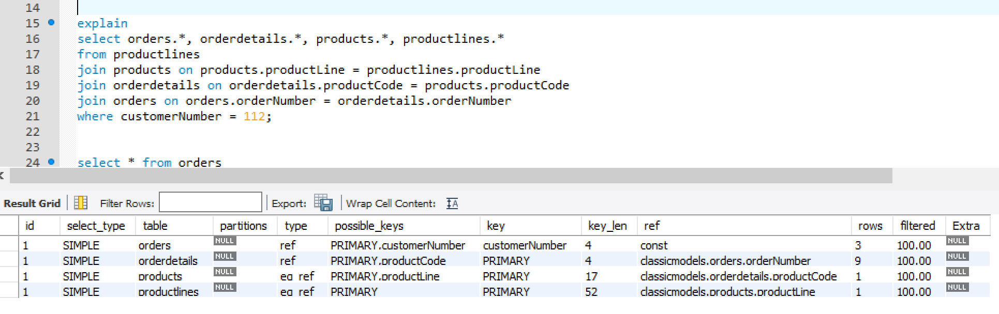 14
15 explain
16 select orders.*, orderdetails.*, products.*, productlines.*
17 from productlines
18 join products on products.productLine = productlines.productLine
19 join orderdetails on orderdetails.productCode = products.productCode
20 join orders on orders.orderNumber = orderdetails.orderNumber
21 where customerNumber = 112;
22
23
24 select * from orders
Result Grid Filter Rows: Export: Wrap Cell Content: A
id select_type table partitions type possible_keys key key_len ref rows filtered Extra
1 SIMPLE orders NULL ref PRIMARY,customerNumber customerNumber 4 const 3 100.00 NULL
1 SIMPLE orderdetails NULL ref PRIMARY,productCode PRIMARY 4 classicmodels.orders.orderNumber 9 100.00 NULL
1 SIMPLE products NULL eq_ref PRIMARY,productLine PRIMARY 17 classicmodels.orderdetails.productCode 1 100.00 NULL
1 SIMPLE productlines NULL eq_ref PRIMARY PRIMARY 52 classicmodels.products.productLine 1 100.00 NULL